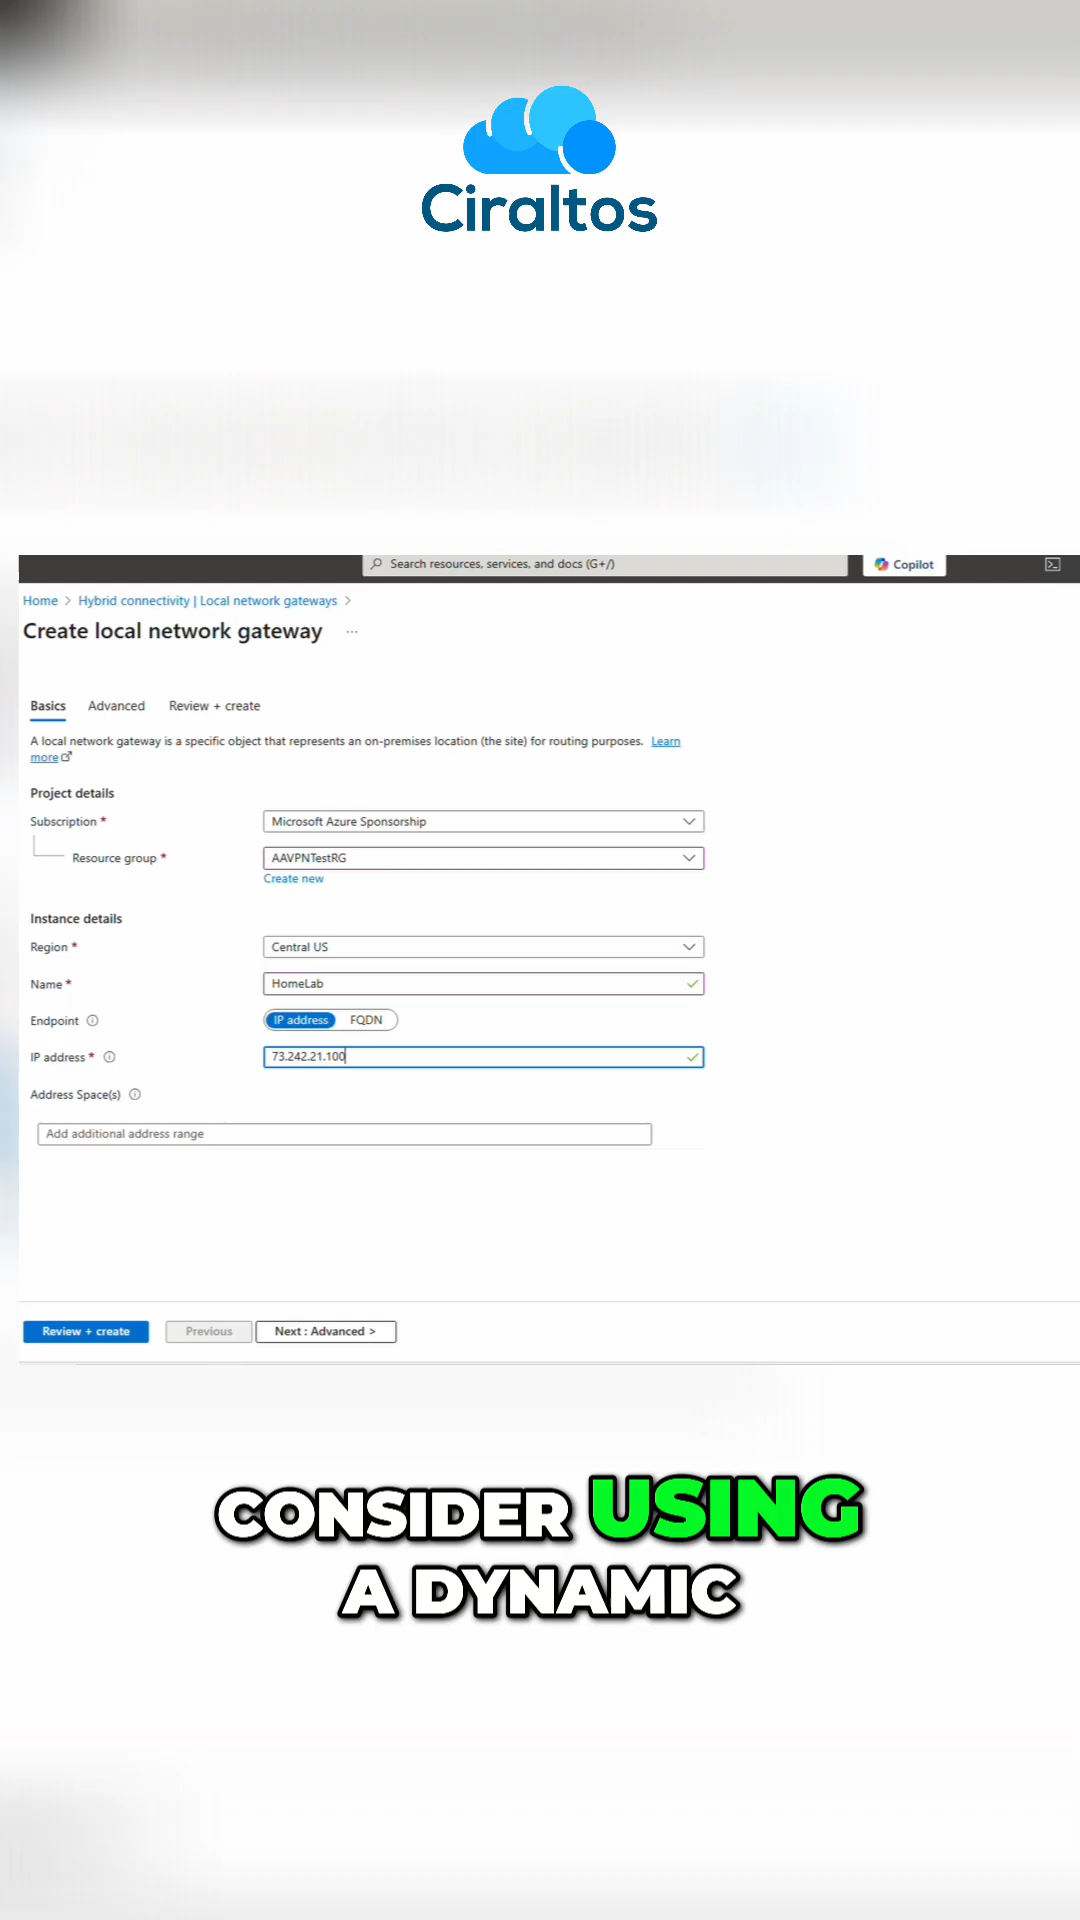 Ciraltos
Search resources, services, and docs (G+/)
Copilot
Home > Hybrid connectivity | Local network gateways >
Create local network gateway ...
Basics Advanced Review + create
A local network gateway is a specific object that represents an on-premises location (the site) for routing purposes. Learn
more
Project details
Subscription * Microsoft Azure Sponsorship
Resource group * AAVPNTestRG
Create new
Instance details
Region * Central US
Name * HomeLab
Endpoint IP address FQDN
IP address * 73.242.21.100
Address Space(s)
Add additional address range
Review + create Previous Next : Advanced >
CONSIDER USING
A DYNAMIC